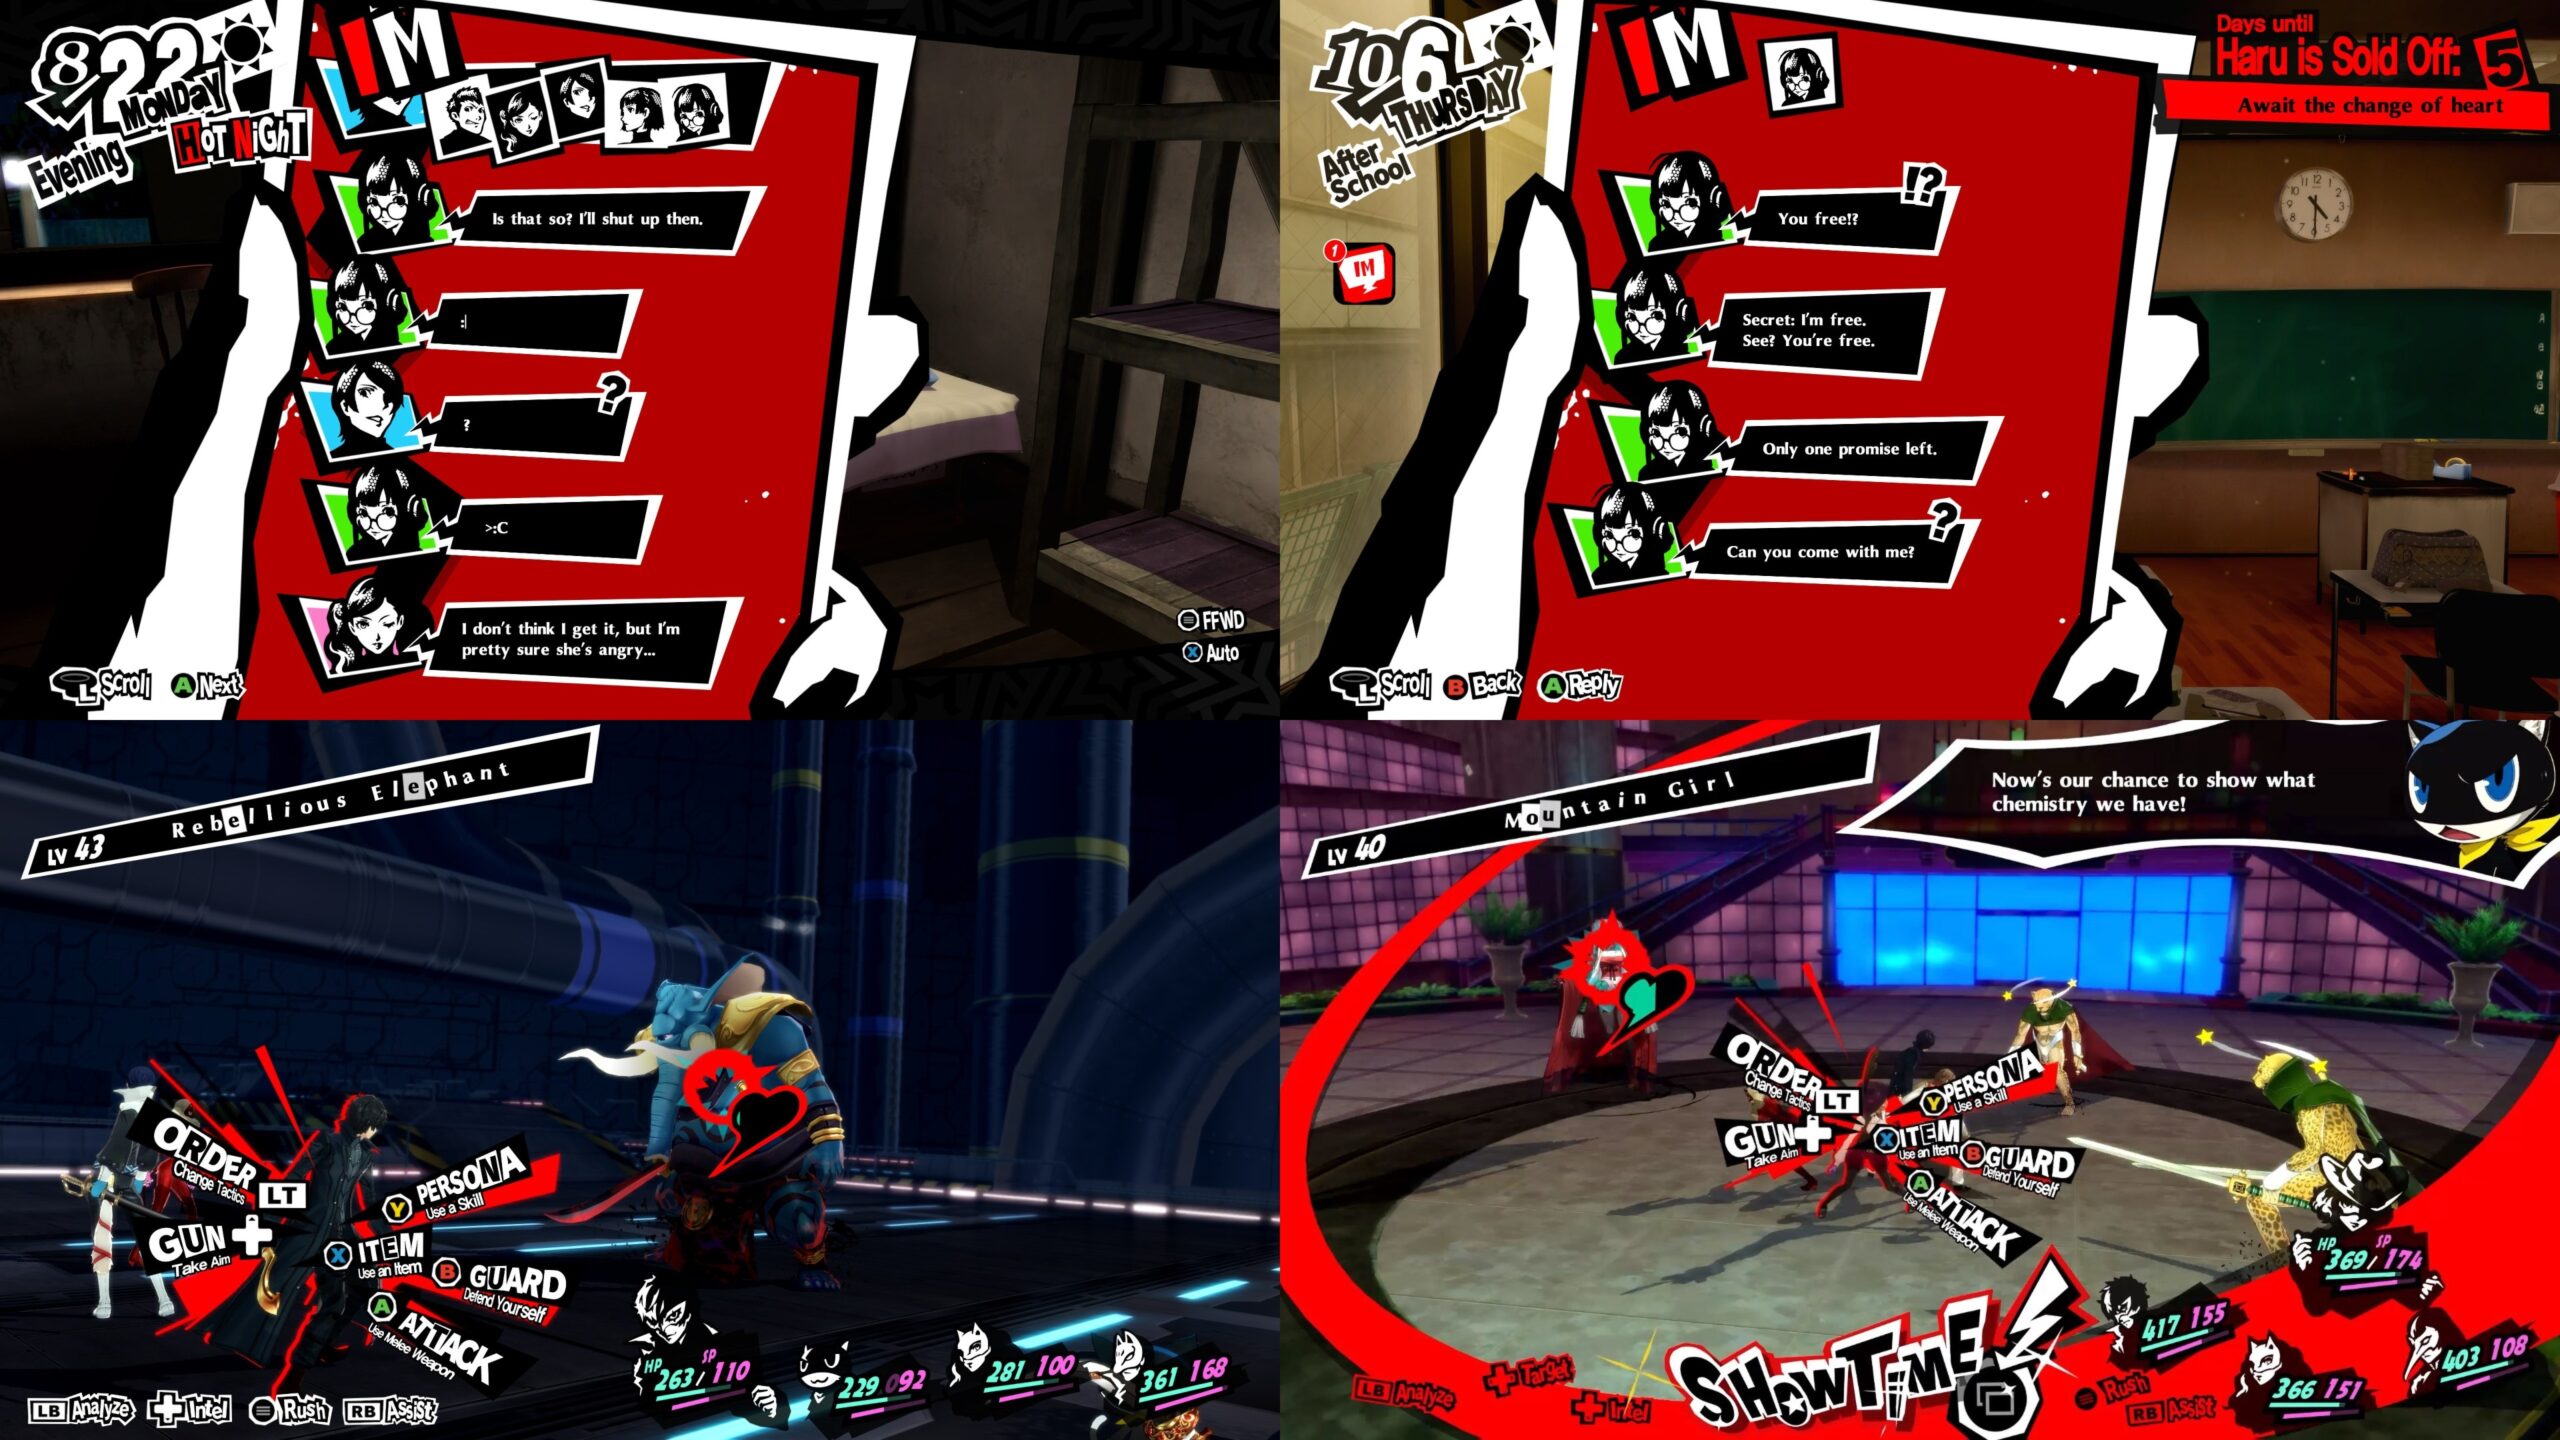 8/22
MONDAY
HOT NIGHT
Evening
IM
Is that so? I'll shut up then.
:|
?
?
>:C
I don't think I get it, but I'm
pretty sure she's angry...
FFWD
X Auto
L Scroll A Next
10/6
THURSDAY
After
School
1
IM
IM
Days until
Haru is Sold Off: 5
Await the change of heart
!?
You free!?
Secret: I'm free.
See? You're free.
Only one promise left.
?
Can you come with me?
L Scroll B Back A Reply
Lv 43 Rebellious Elephant
ORDER
Change Tactics
LT
GUN
Take Aim
Y PERSONA
Use a Skill
X ITEM
Use an Item
B GUARD
Defend Yourself
A ATTACK
Use Melee Weapon
HP 263/ SP 110
229 092
281 100
361 168
LB Analyze Intel Rush RB Assist
Lv 40 Mountain Girl
Now's our chance to show what
chemistry we have!
ORDER
Change Tactics
LT
GUN
Take Aim
Y PERSONA
Use a Skill
X ITEM
Use an Item
B GUARD
Defend Yourself
A ATTACK
Use Melee Weapon
HP 369/ SP 174
417 155
366 151
403 108
SHOWTIME
LB Analyze Target Intel Rush RB Assist